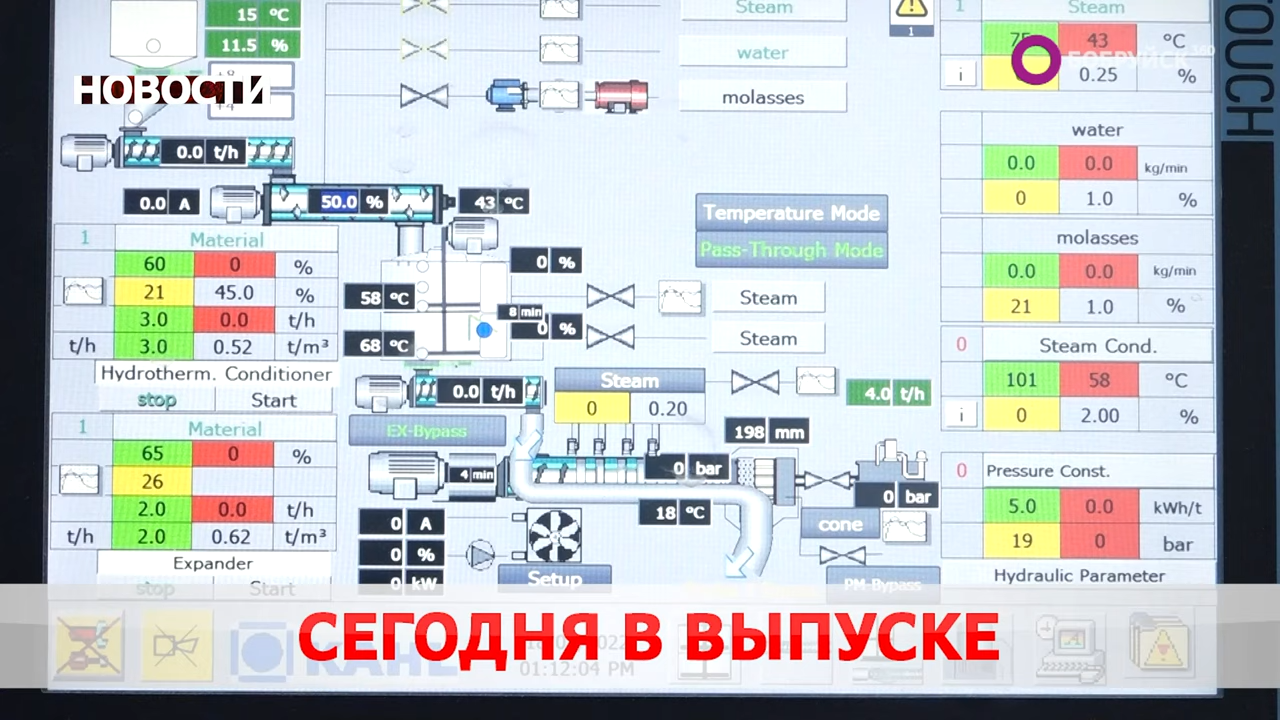 15 °C
11.5 %
НОВОСТИ
Steam
water
molasses
1
1 Steam
75 43 °C
i 0.25 %
БОБРУЙСК 360
TOUCH
0.0 t/h
0.0 A
50.0 %
43 °C
water
0.0 0.0 kg/min
0 1.0 %
molasses
0.0 0.0 kg/min
21 1.0 %
Temperature Mode
Pass-Through Mode
1 Material
60 0 %
21 45.0 %
3.0 0.0 t/h
t/h 3.0 0.52 t/m³
Hydrotherm. Conditioner
stop Start
0 %
58 °C
8 min
0 %
68 °C
Steam
Steam
0 Steam Cond.
101 58 °C
i 0 2.00 %
0.0 t/h
Steam
0 0.20
4.0 t/h
EX-Bypass
198 mm
1 Material
65 0 %
26
2.0 0.0 t/h
t/h 2.0 0.62 t/m³
Expander
stop Start
4 min
0 bar
18 °C
0 bar
cone
0 A
0 %
0 kW
Setup
PM-Bypass
0 Pressure Const.
5.0 0.0 kWh/t
19 0 bar
Hydraulic Parameter
СЕГОДНЯ В ВЫПУСКЕ
KAHL
01:12:04 PM